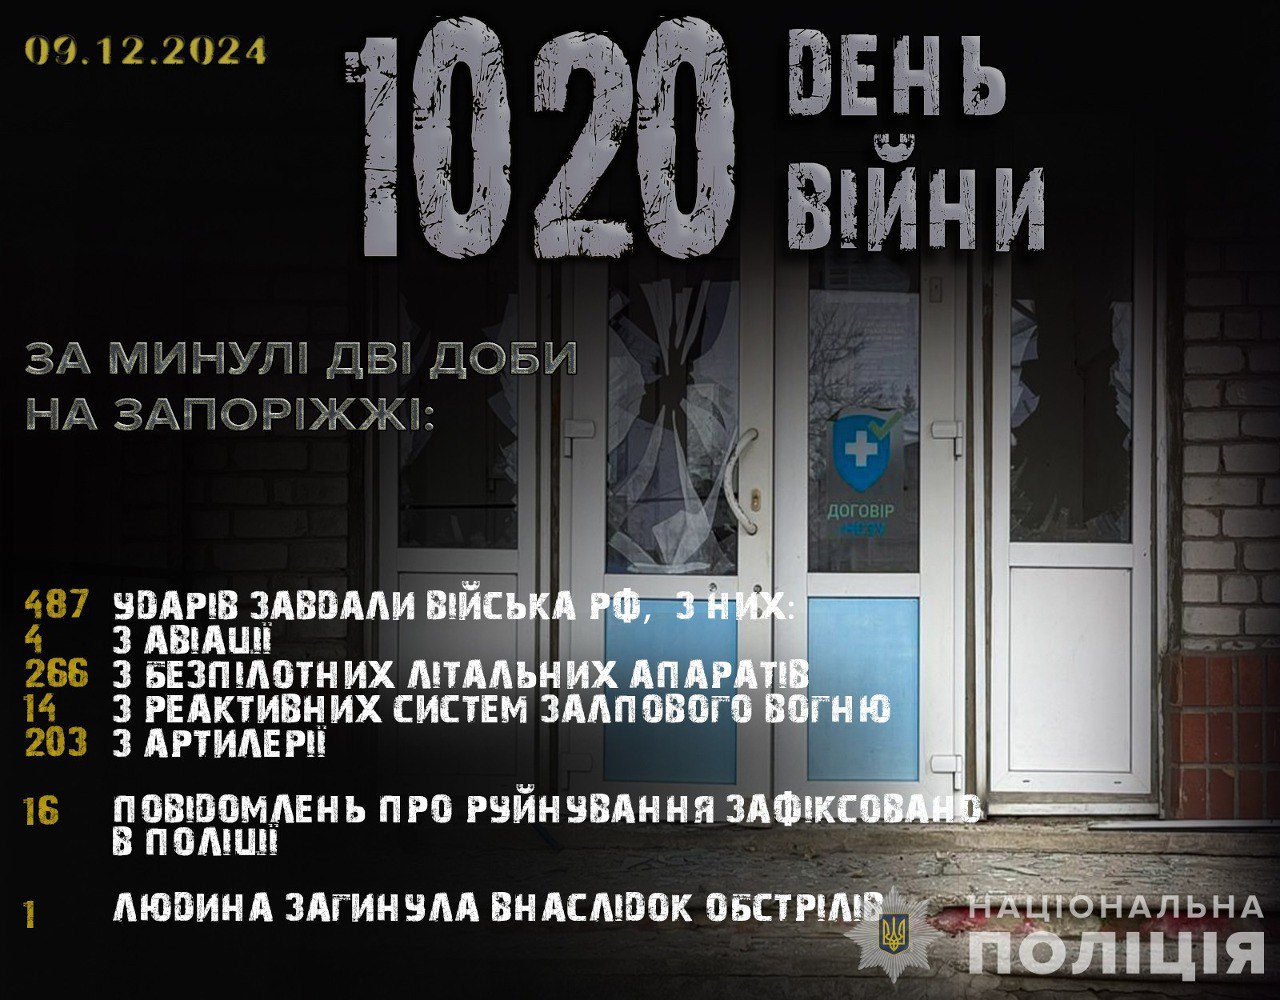 09.12.2024
1020
ДЕНЬ
ВІЙНИ
ЗА МИНУЛІ ДВІ ДОБИ
НА ЗАПОРІЖЖІ:
487 УДАРІВ ЗАВДАЛИ ВІЙСЬКА РФ, З НИХ:
4 З АВІАЦІЇ
266 З БЕЗПІЛОТНИХ ЛІТАЛЬНИХ АПАРАТІВ
14 З РЕАКТИВНИХ СИСТЕМ ЗАЛПОВОГО ВОГНЮ
203 З АРТИЛЕРІЇ
16 ПОВІДОМЛЕНЬ ПРО РУЙНУВАННЯ ЗАФІКСОВАНО
В ПОЛІЦІЇ
1 ЛЮДИНА ЗАГИНУЛА ВНАСЛІДОК ОБСТРІЛІВ
ДОГОВІР
НСЗУ
НАЦІОНАЛЬНА
ПОЛІЦІЯ